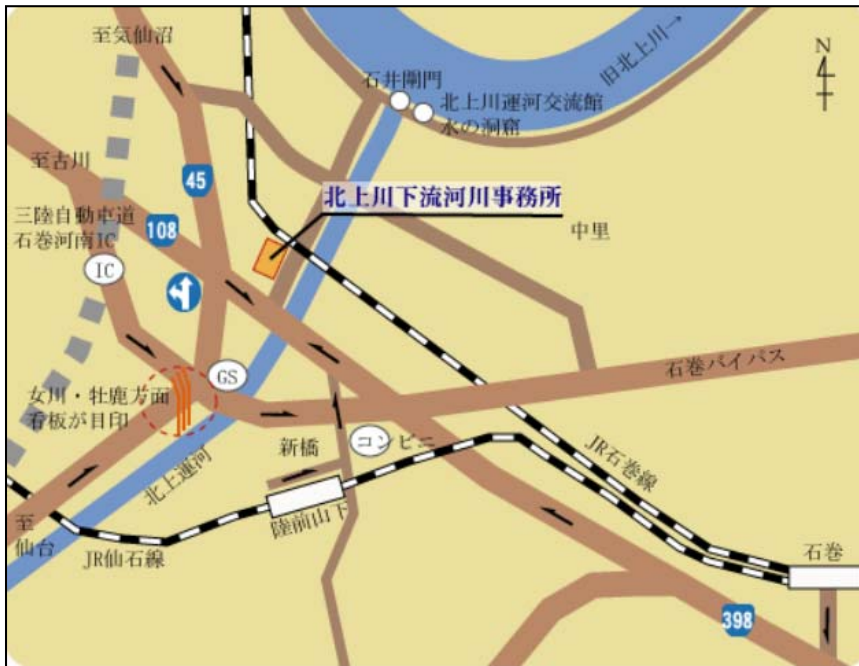 至気仙沼
旧北上川→
N
石井閘門
北上川運河交流館
水の洞窟
至古川
45
北上川下流河川事務所
三陸自動車道
石巻河南IC
108
中里
IC
石巻バイパス
GS
女川・牡鹿方面
看板が目印
コンビニ
新橋
JR石巻線
北上運河
陸前山下
至
仙台
JR仙石線
石巻
398